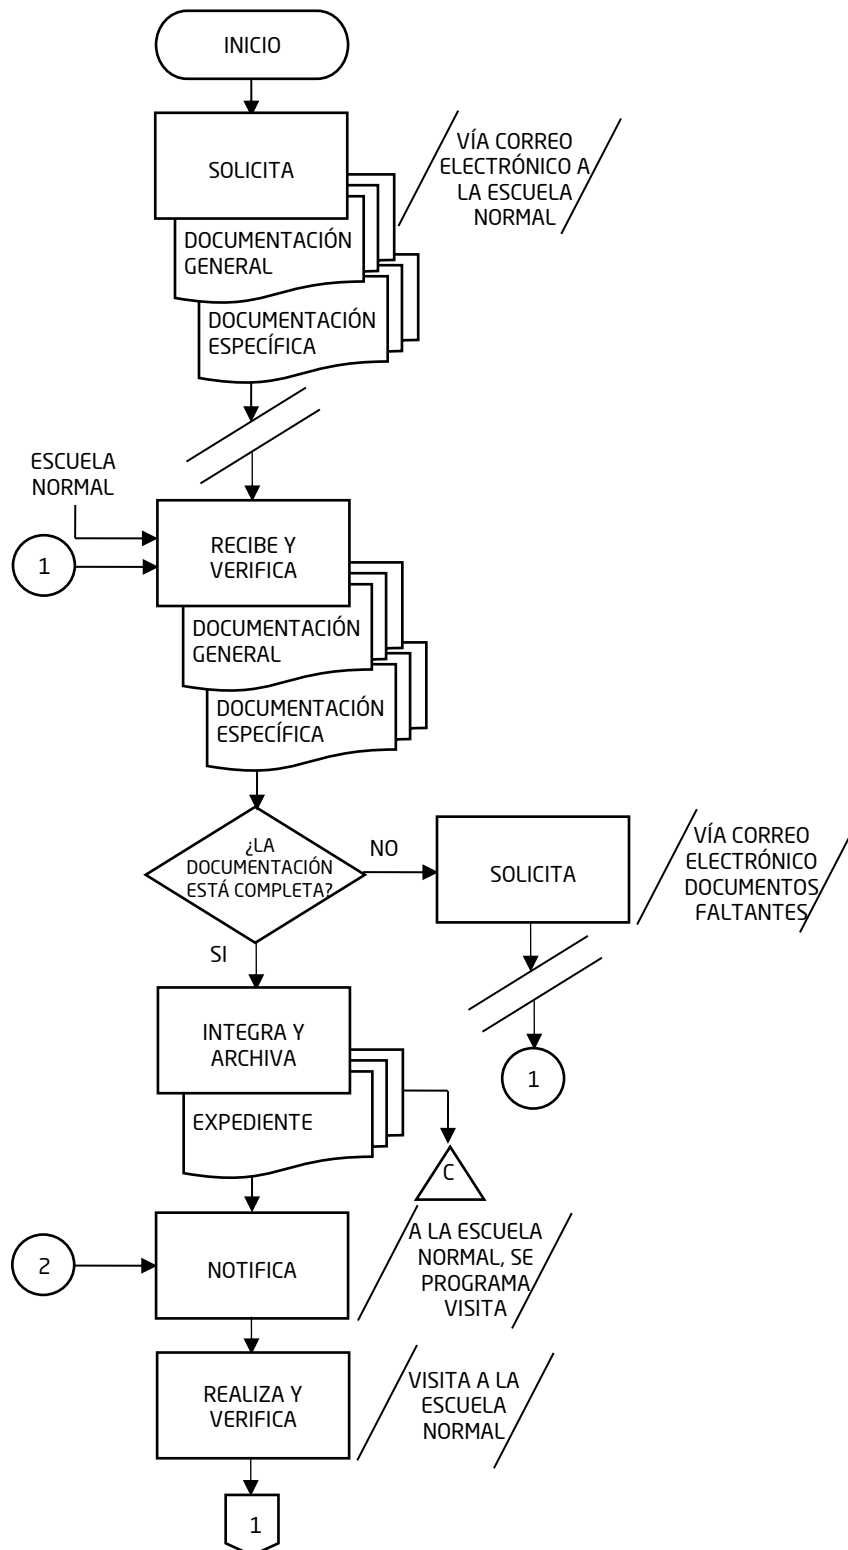 INICIO
SOLICITA
VÍA CORREO
ELECTRÓNICO A
LA ESCUELA
NORMAL
DOCUMENTACIÓN
GENERAL
DOCUMENTACIÓN
ESPECÍFICA
ESCUELA
NORMAL
1
RECIBE Y
VERIFICA
DOCUMENTACIÓN
GENERAL
DOCUMENTACIÓN
ESPECÍFICA
¿LA
DOCUMENTACIÓN
ESTÁ COMPLETA?
NO
SOLICITA
VÍA CORREO
ELECTRÓNICO
DOCUMENTOS
FALTANTES
SI
1
INTEGRA Y
ARCHIVA
EXPEDIENTE
C
2
NOTIFICA
A LA ESCUELA
NORMAL, SE
PROGRAMA
VISITA
REALIZA Y
VERIFICA
VISITA A LA
ESCUELA
NORMAL
1